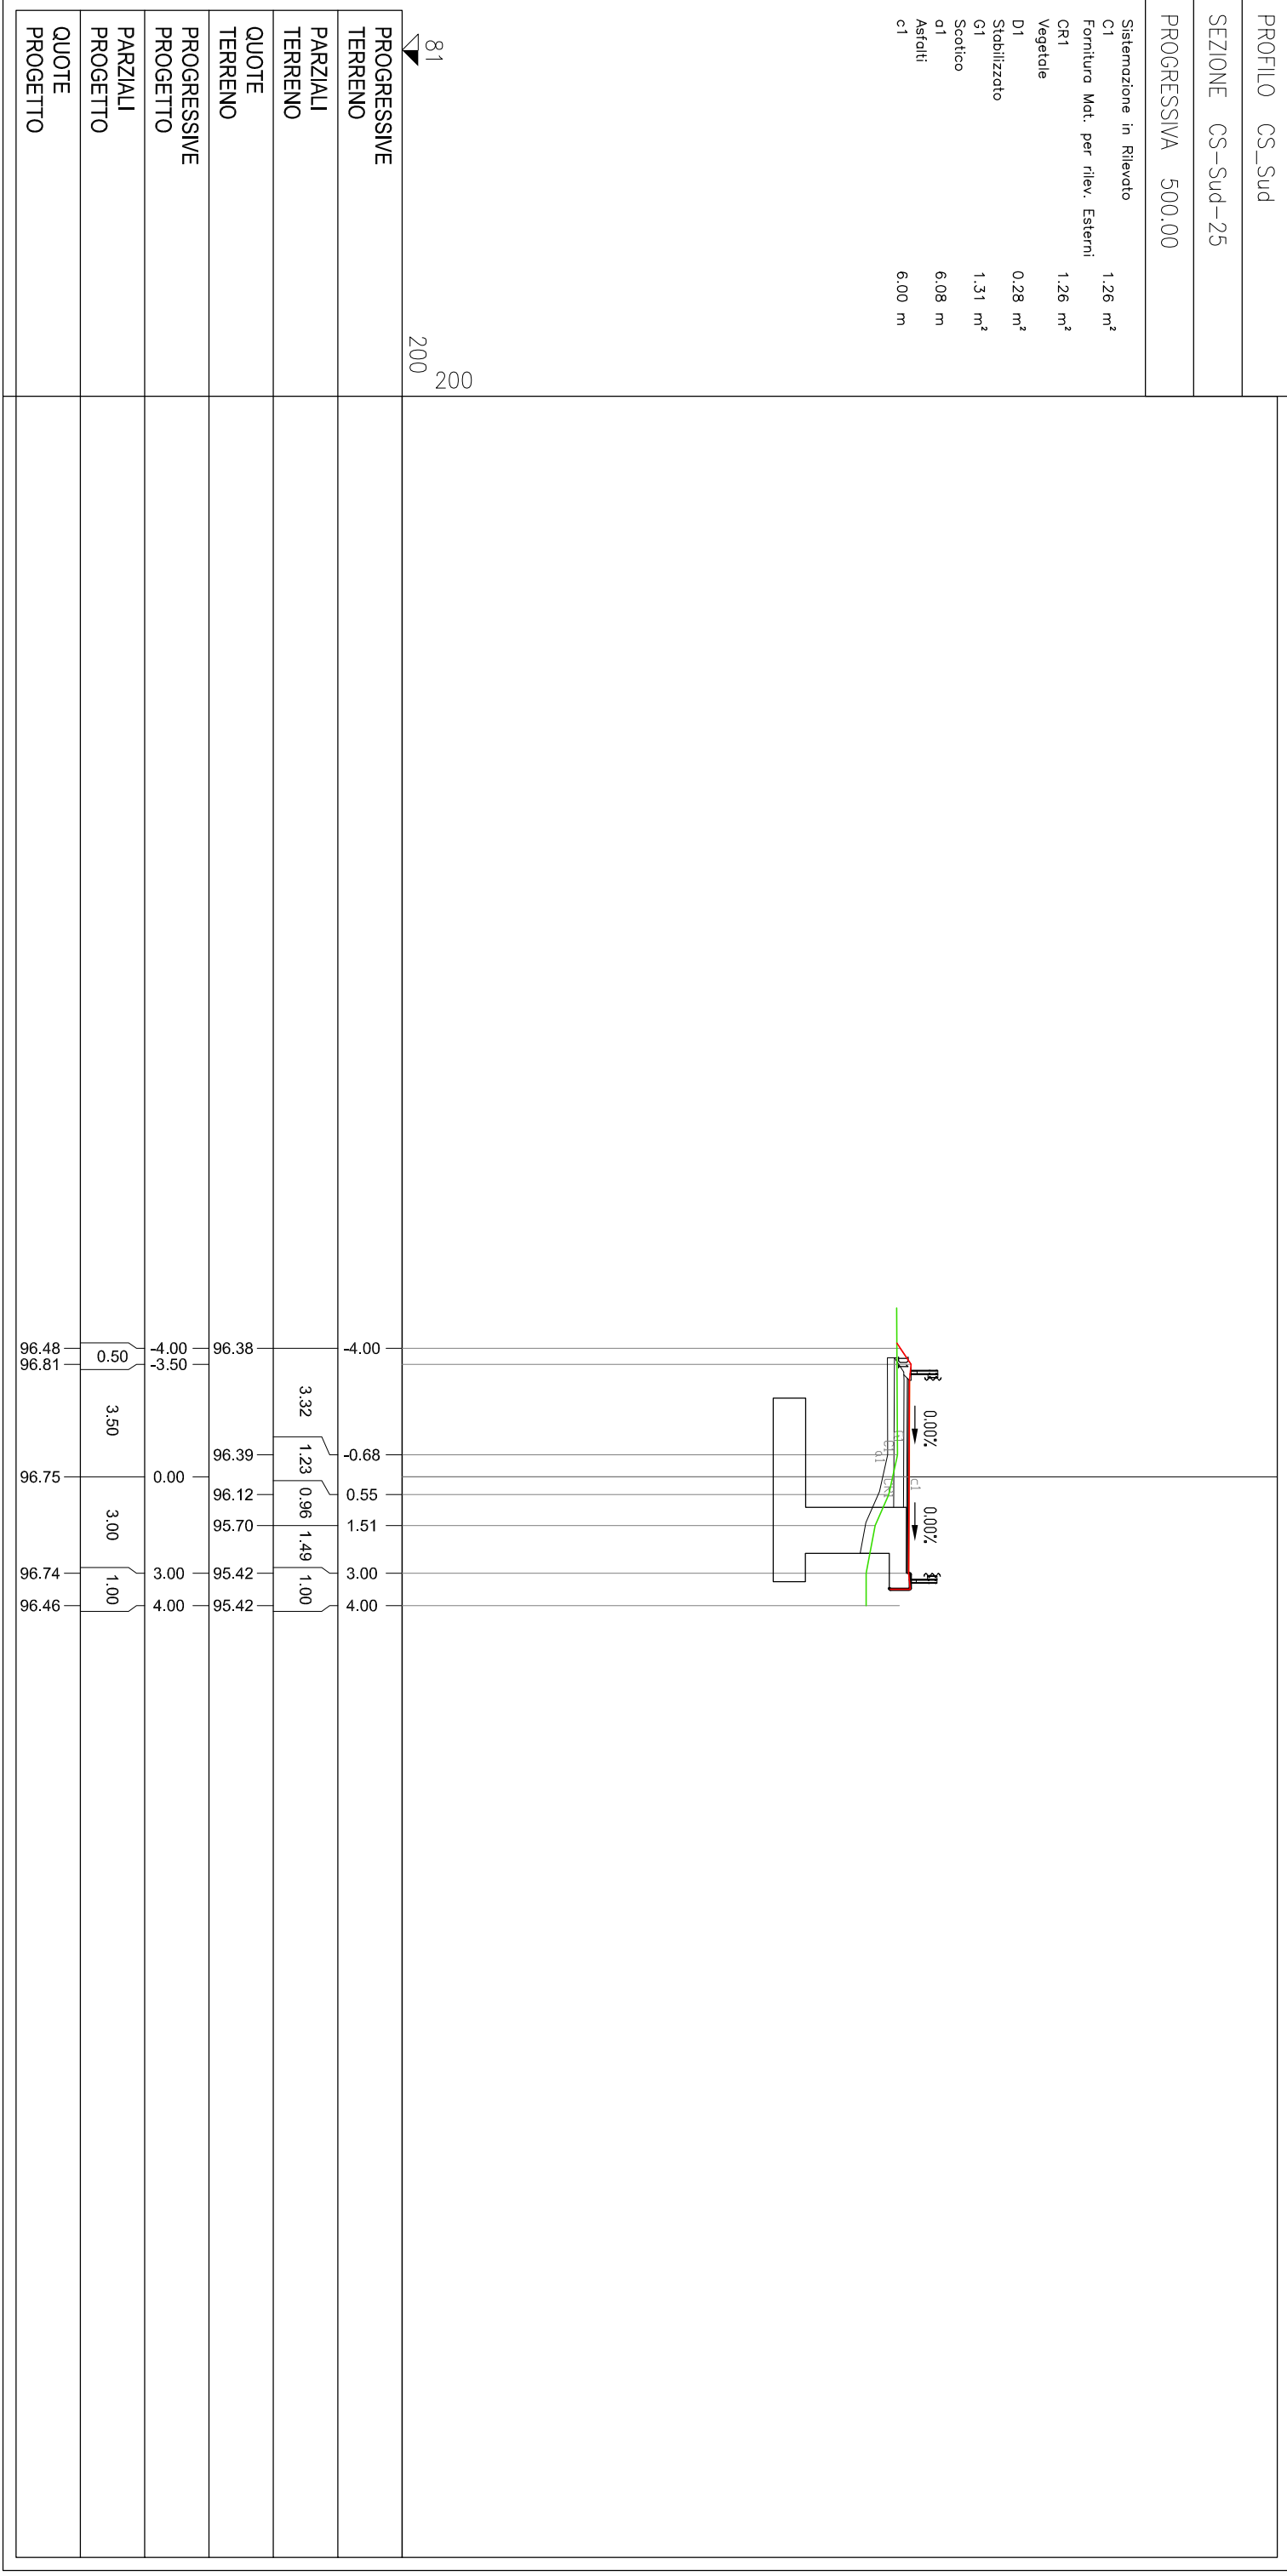 PROFILO CS_Sud
SEZIONE CS-Sud-25
PROGRESSIVA 500.00
Sistemazione in Rilevato
C1 1.26 m²
Fornitura Mat. per rilev. Esterni
CR1 1.26 m²
Vegetale
D1 0.28 m²
Stabilizzato
G1 1.31 m²
Scotico
a1 6.08 m
Asfalti
c1 6.00 m
0.00% 0.00%
D1
c1
C1
a1
200
81
200
PROGRESSIVE
TERRENO
-4.00 -0.68 0.55 1.51 3.00 4.00
PARZIALI
TERRENO
3.32 1.23 0.96 1.49 1.00
QUOTE
TERRENO
96.38 96.39 96.12 95.70 95.42 95.42
PROGRESSIVE
PROGETTO
-4.00 -3.50 0.00 3.00 4.00
PARZIALI
PROGETTO
0.50 3.50 3.00 1.00
QUOTE
PROGETTO
96.48 96.81 96.75 96.74 96.46